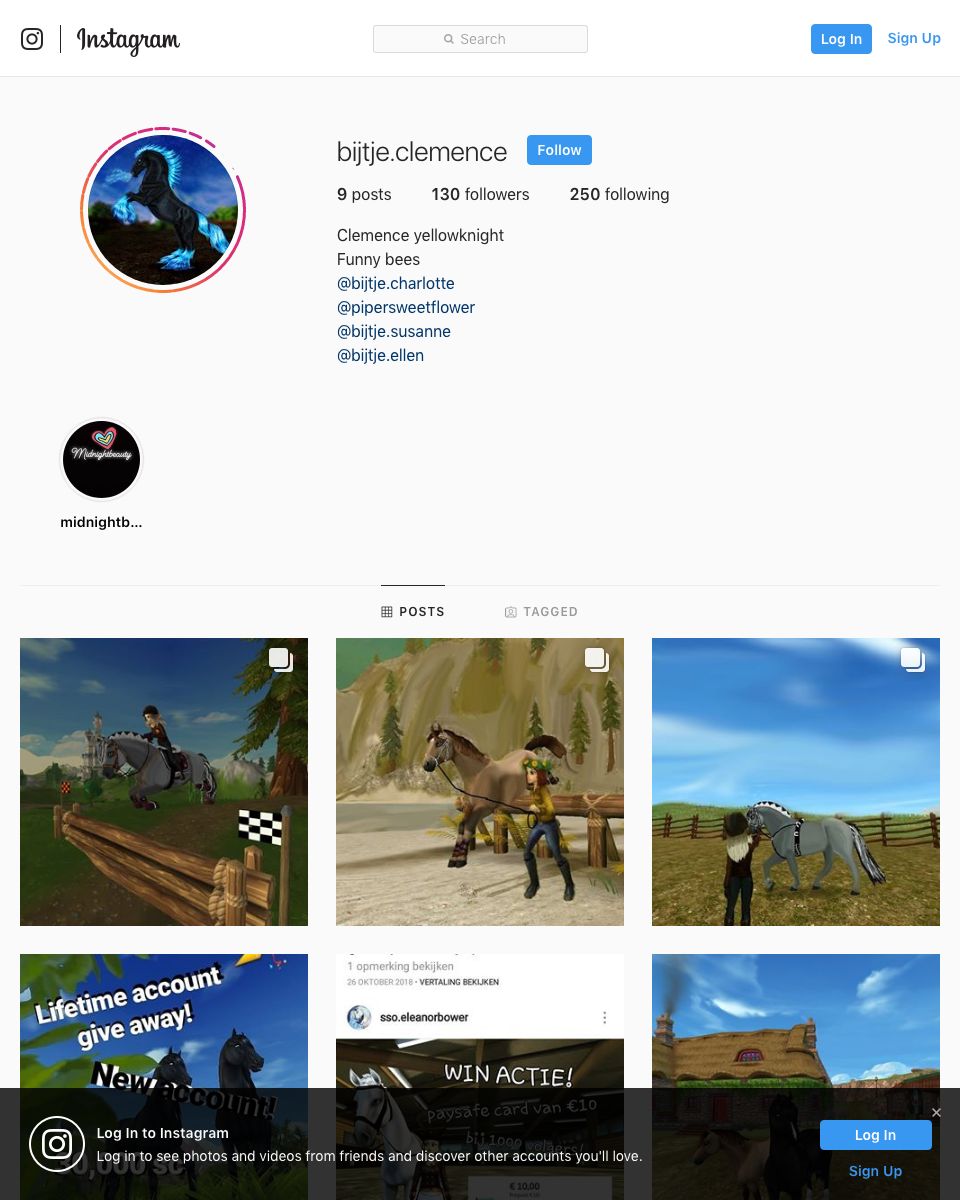 Instagram
Search
Log In
Sign Up
bijtje.clemence
Follow
9 posts
130 followers
250 following
Clemence yellowknight
Funny bees
@bijtje.charlotte
@pipersweetflower
@bijtje.susanne
@bijtje.ellen
Midnightbeauty
midnightb...
POSTS
TAGGED
Lifetime account
give away!
New account!
30,000 sc
1 opmerking bekijken
26 OKTOBER 2018 • VERTALING BEKIJKEN
sso.eleanorbower
WIN ACTIE!
paysafe card van €10
bij 1000 volgers!
€ 10,00
Log In to Instagram
Log in to see photos and videos from friends and discover other accounts you'll love.
Log In
Sign Up